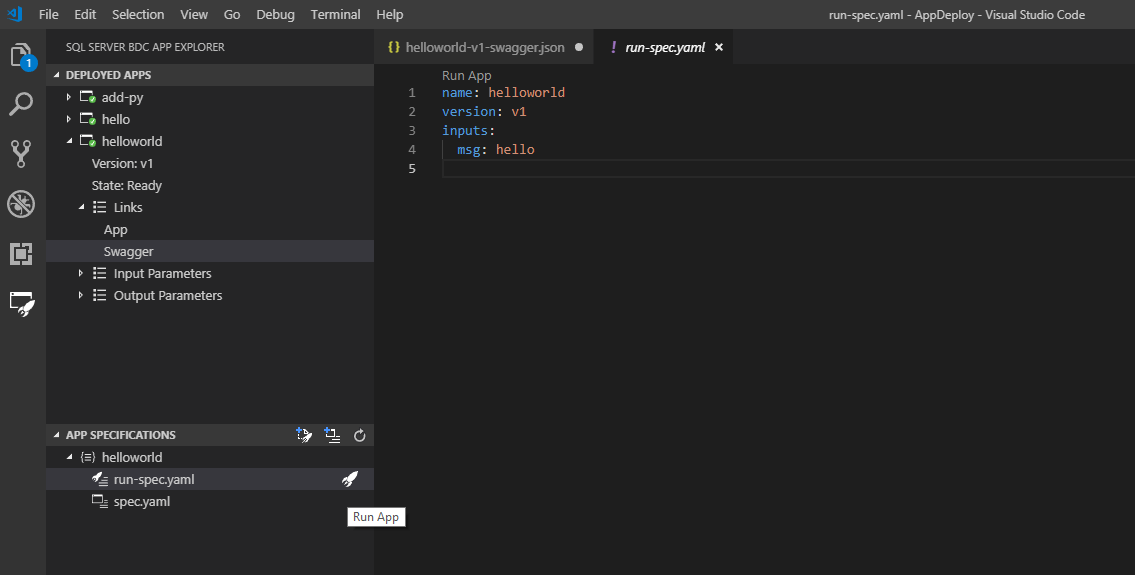 File Edit Selection View Go Debug Terminal Help
run-spec.yaml - AppDeploy - Visual Studio Code
1
SQL SERVER BDC APP EXPLORER
DEPLOYED APPS
add-py
hello
helloworld
Version: v1
State: Ready
Links
App
Swagger
Input Parameters
Output Parameters
APP SPECIFICATIONS
helloworld
run-spec.yaml
spec.yaml
Run App
{} helloworld-v1-swagger.json ● ! run-spec.yaml ×
Run App
1 name: helloworld
2 version: v1
3 inputs:
4 msg: hello
5